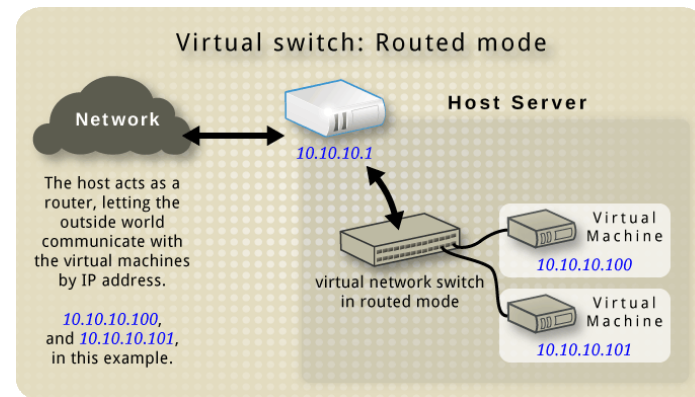 Virtual switch: Routed mode
Network
Host Server
10.10.10.1
The host acts as a
router, letting the
outside world
communicate with
the virtual machines
by IP address.
10.10.10.100,
and 10.10.10.101,
in this example.
virtual network switch
in routed mode
Virtual
Machine
10.10.10.100
Virtual
Machine
10.10.10.101